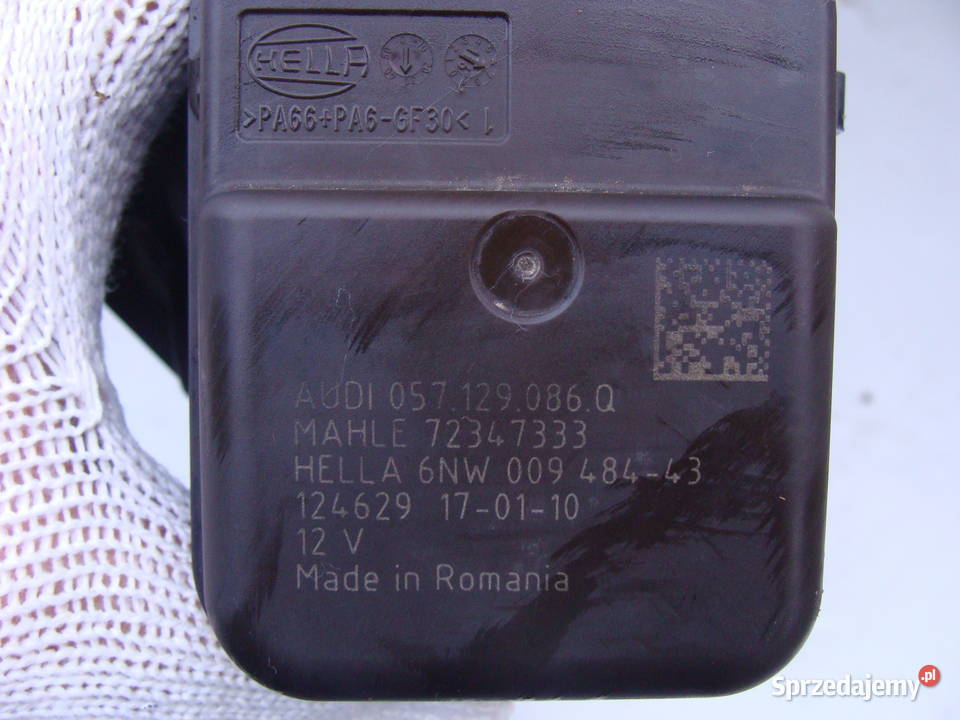 HELLA
>PA66+PA6-GF30< 1
AUDI 057.129.086.Q
MAHLE 72347333
HELLA 6NW 009 484-43
124629 17-01-10
12 V
Made in Romania
Sprzedajemy.pl